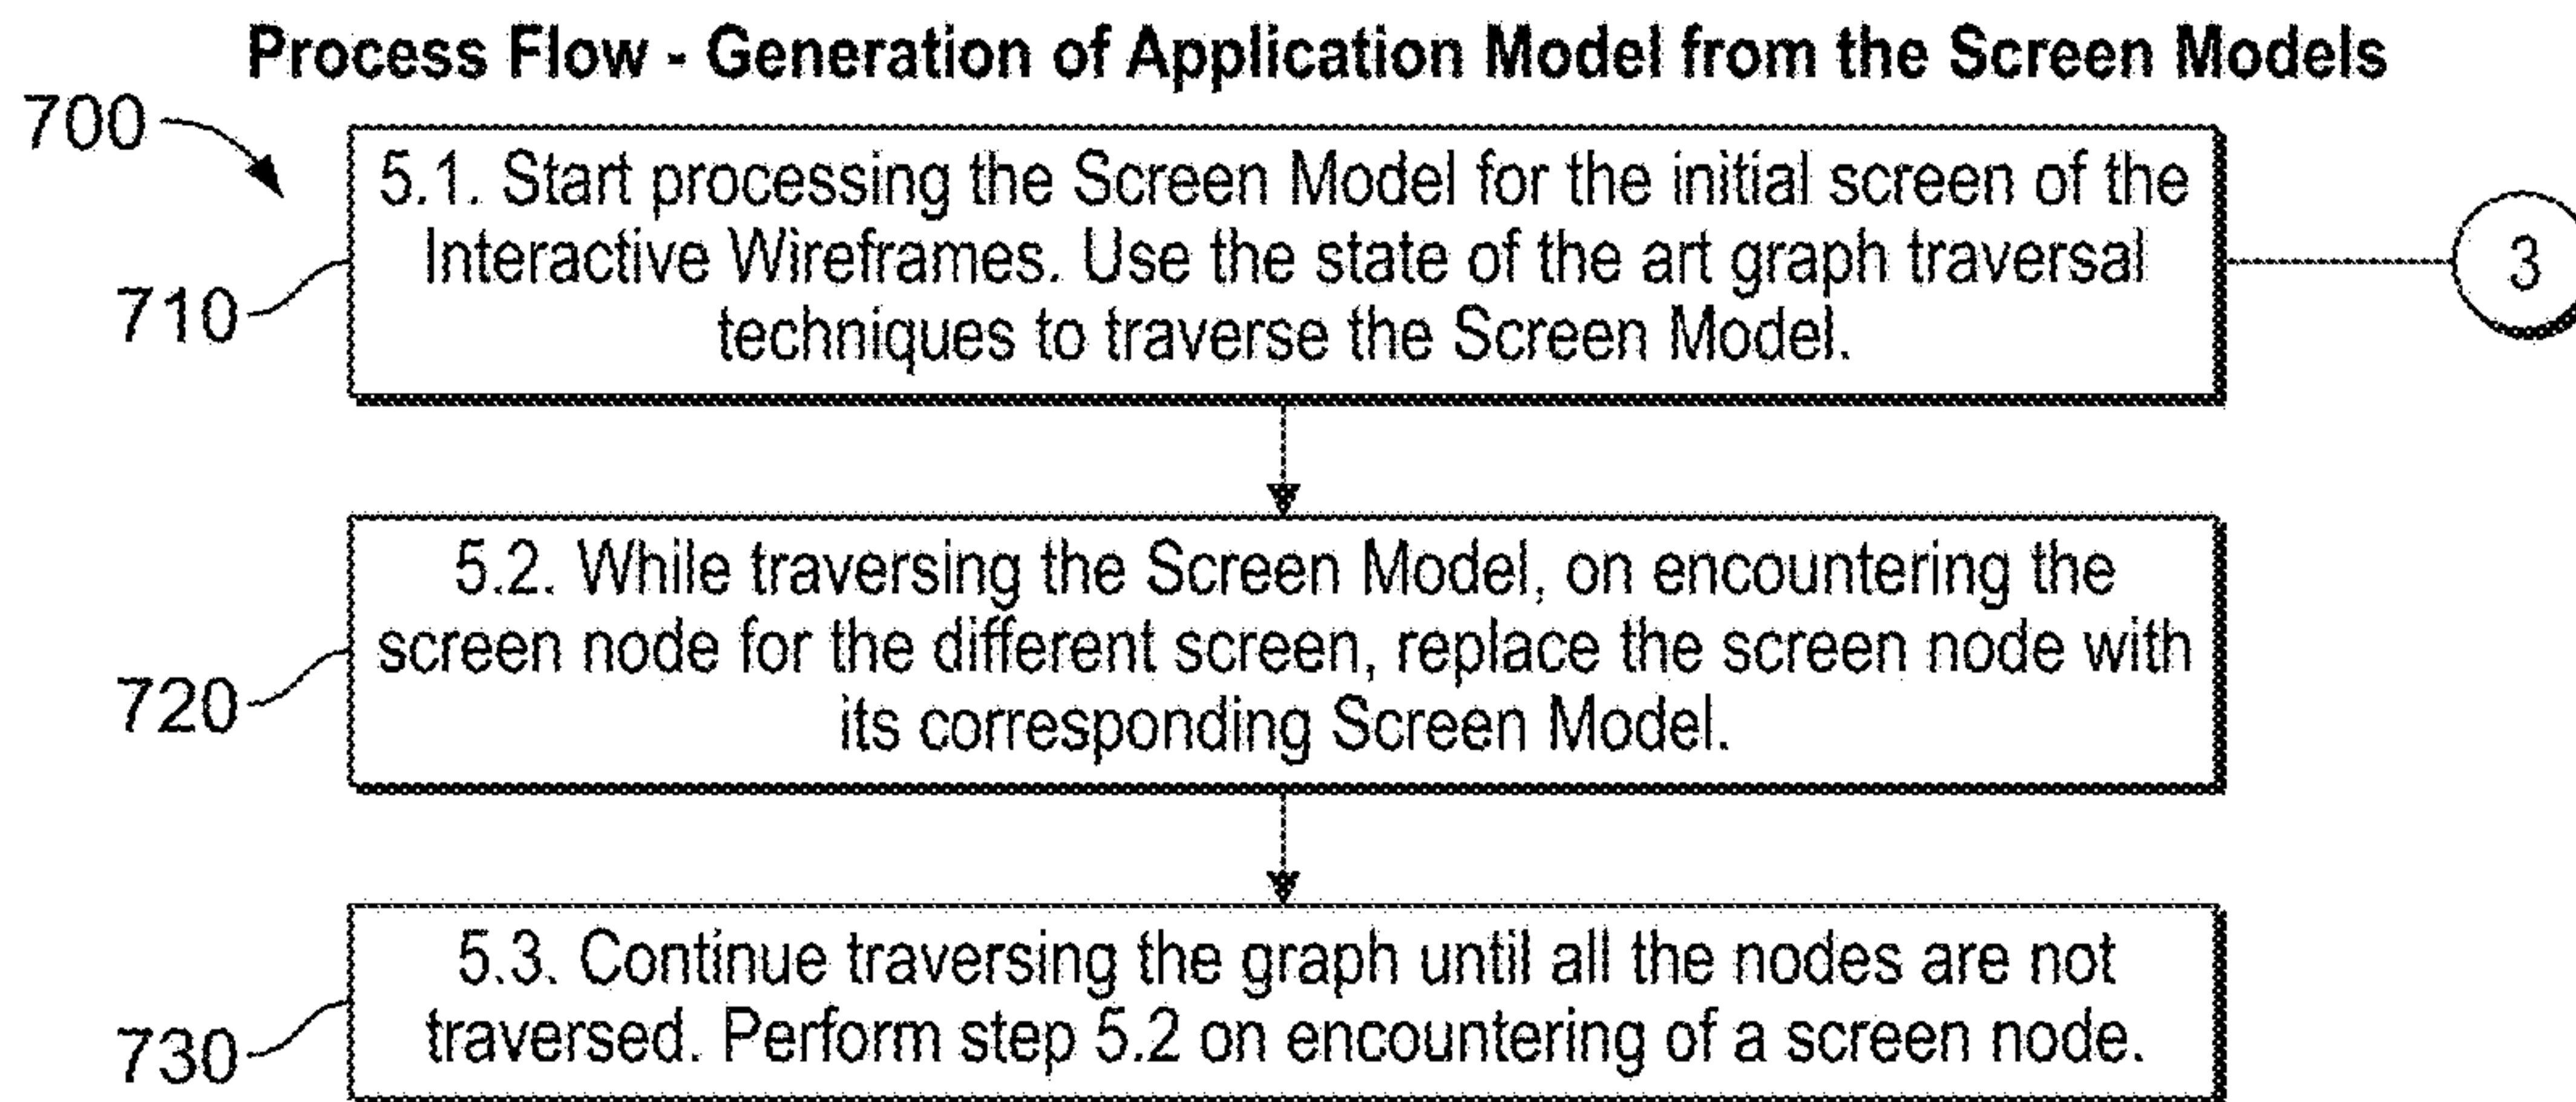 Process Flow - Generation of Application Model from the Screen Models
700
5.1. Start processing the Screen Model for the initial screen of the
Interactive Wireframes. Use the state of the art graph traversal
techniques to traverse the Screen Model.
710
3
5.2. While traversing the Screen Model, on encountering the
screen node for the different screen, replace the screen node with
its corresponding Screen Model.
720
5.3. Continue traversing the graph until all the nodes are not
traversed. Perform step 5.2 on encountering of a screen node.
730